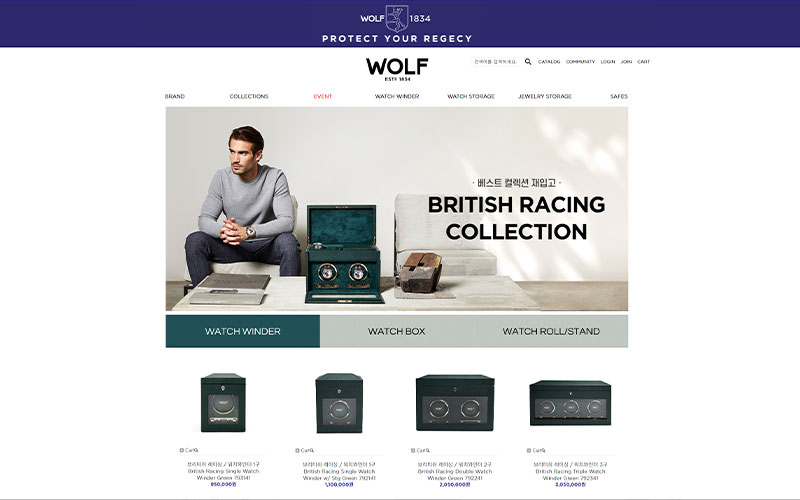 WOLF 1834
PROTECT YOUR REGECY
WOLF
ESTD 1834
검색어를 입력하세요.
CATALOG COMMUNITY LOGIN JOIN CART
BRAND COLLECTIONS EVENT WATCH WINDER WATCH STORAGE JEWELRY STORAGE SAFES
· 베스트 컬렉션 재입고 ·
BRITISH RACING
COLLECTION
WATCH WINDER WATCH BOX WATCH ROLL/STAND
WOLF
WOLF
Cart
Cart
Cart
Cart
브리티쉬 레이싱 / 워치와인더 1구
British Racing Single Watch
Winder Green 793141
950,000원
브리티쉬 레이싱 / 워치와인더 1구
British Racing Single Watch
Winder w/ Stg Green 792141
1,100,000원
브리티쉬 레이싱 / 워치와인더 2구
British Racing Double Watch
Winder Green 792241
2,050,000원
브리티쉬 레이싱 / 워치와인더 3구
British Racing Triple Watch
Winder Green 792341
3,050,000원